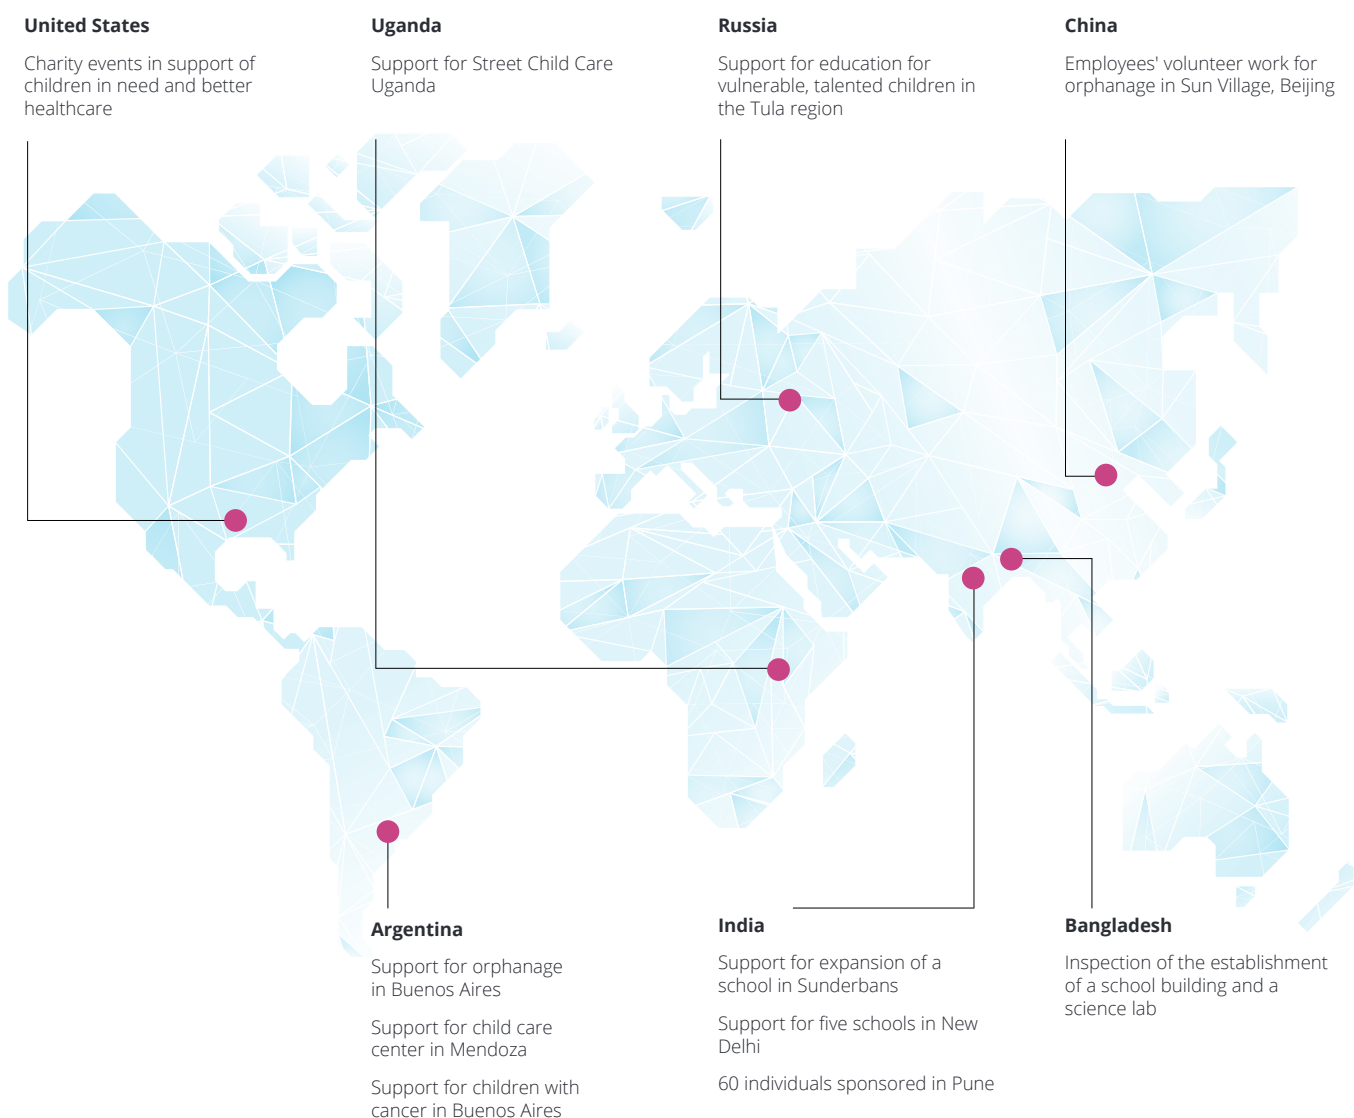 United States
Charity events in support of
children in need and better
healthcare
Uganda
Support for Street Child Care
Uganda
Russia
Support for education for
vulnerable, talented children in
the Tula region
China
Employees' volunteer work for
orphanage in Sun Village, Beijing
Argentina
Support for orphanage
in Buenos Aires
Support for child care
center in Mendoza
Support for children with
cancer in Buenos Aires
India
Support for expansion of a
school in Sunderbans
Support for five schools in New
Delhi
60 individuals sponsored in Pune
Bangladesh
Inspection of the establishment
of a school building and a
science lab